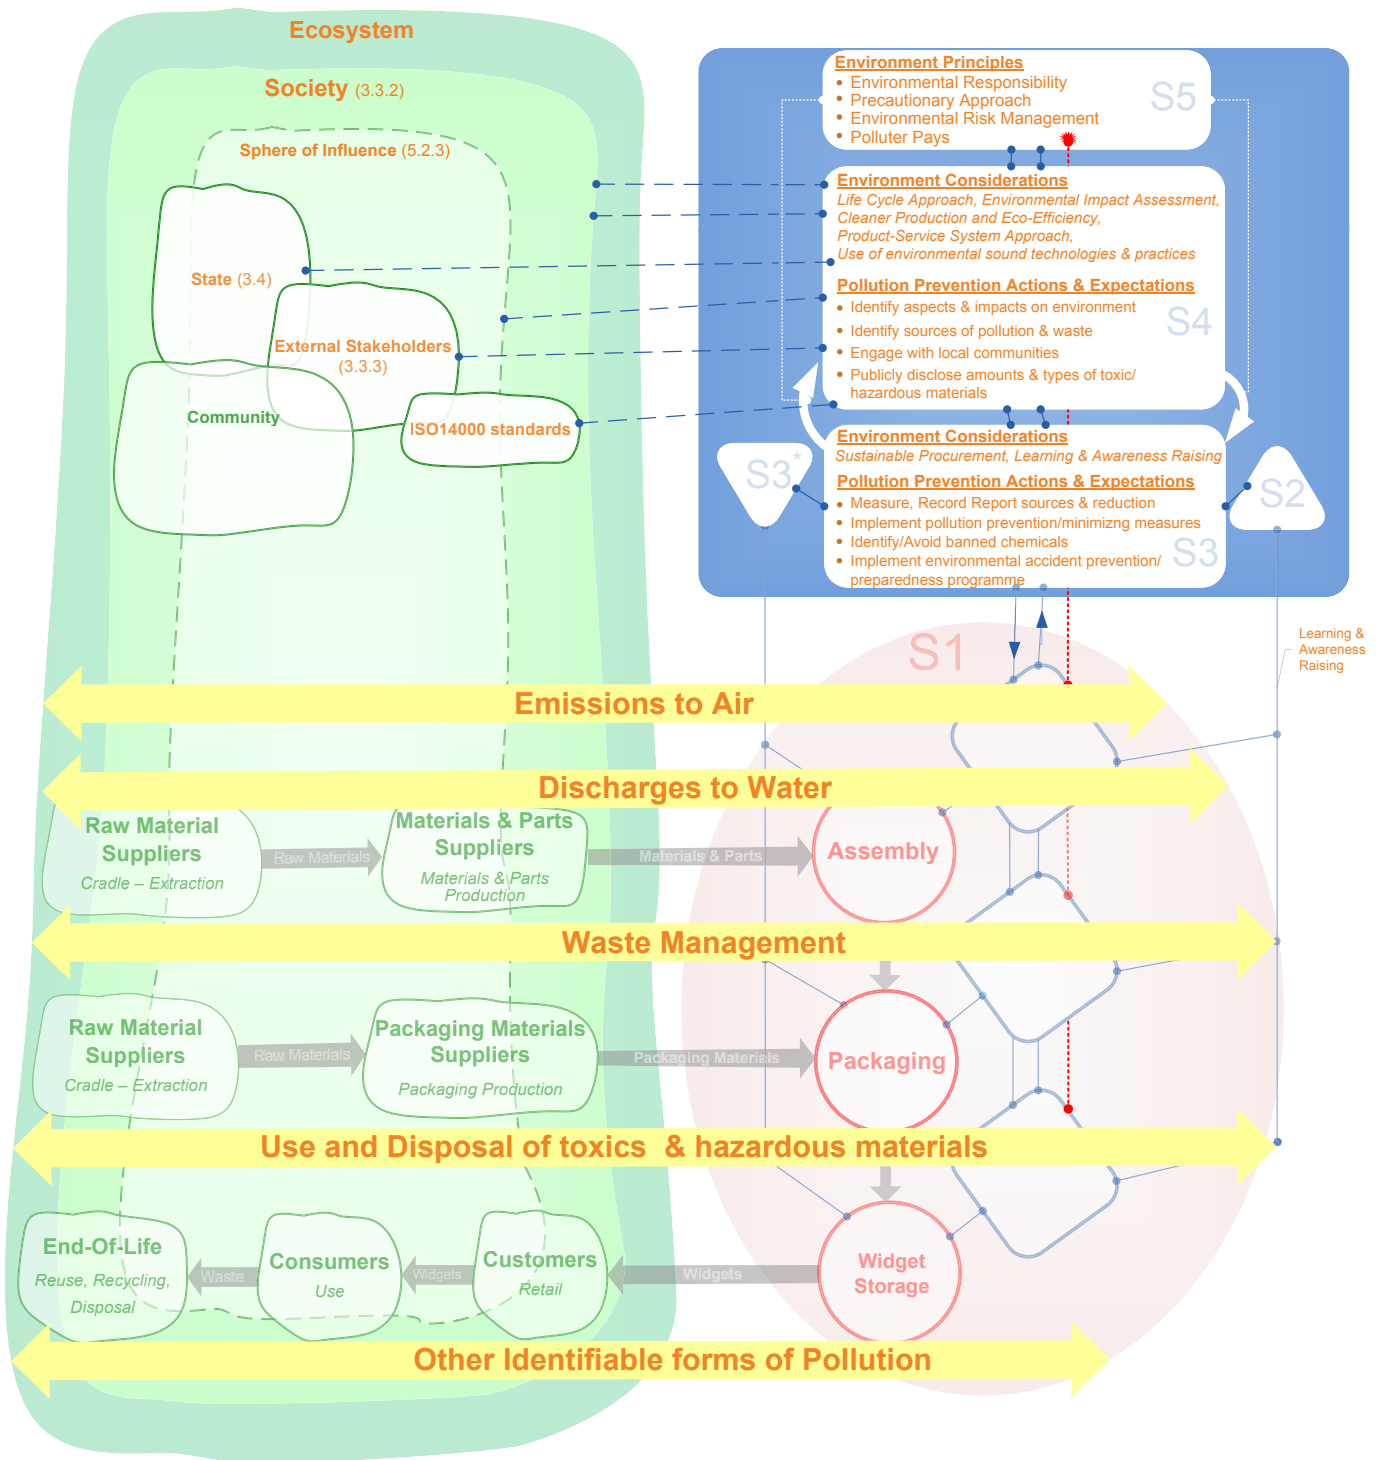 Ecosystem
Society (3.3.2)
Sphere of Influence (5.2.3)
State (3.4)
External Stakeholders
(3.3.3)
Community
ISO14000 standards
Environment Principles
• Environmental Responsibility
• Precautionary Approach
• Environmental Risk Management
• Polluter Pays
S5
Environment Considerations
Life Cycle Approach, Environmental Impact Assessment,
Cleaner Production and Eco-Efficiency,
Product-Service System Approach,
Use of environmental sound technologies & practices
Pollution Prevention Actions & Expectations
• Identify aspects & impacts on environment
• Identify sources of pollution & waste
• Engage with local communities
• Publicly disclose amounts & types of toxic/
hazardous materials
S4
Environment Considerations
Sustainable Procurement, Learning & Awareness Raising
Pollution Prevention Actions & Expectations
• Measure, Record Report sources & reduction
• Implement pollution prevention/minimizng measures
• Identify/Avoid banned chemicals
• Implement environmental accident prevention/
preparedness programme
S3
S3*
S2
Learning &
Awareness
Raising
S1
Emissions to Air
Discharges to Water
Raw Material
Suppliers
Cradle – Extraction
Raw Materials
Materials & Parts
Suppliers
Materials & Parts
Production
Materials & Parts
Assembly
Waste Management
Raw Material
Suppliers
Cradle – Extraction
Raw Materials
Packaging Materials
Suppliers
Packaging Production
Packaging Materials
Packaging
Use and Disposal of toxics & hazardous materials
End-Of-Life
Reuse, Recycling,
Disposal
Waste
Consumers
Use
Widgets
Customers
Retail
Widgets
Widget
Storage
Other Identifiable forms of Pollution